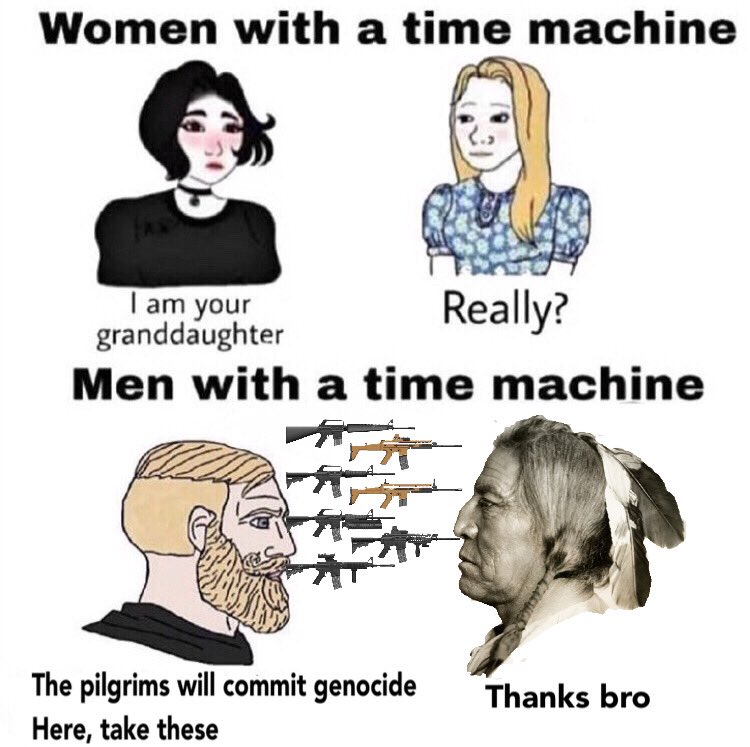 Women with a time machine
I am your
granddaughter
Really?
Men with a time machine
The pilgrims will commit genocide
Here, take these
Thanks bro